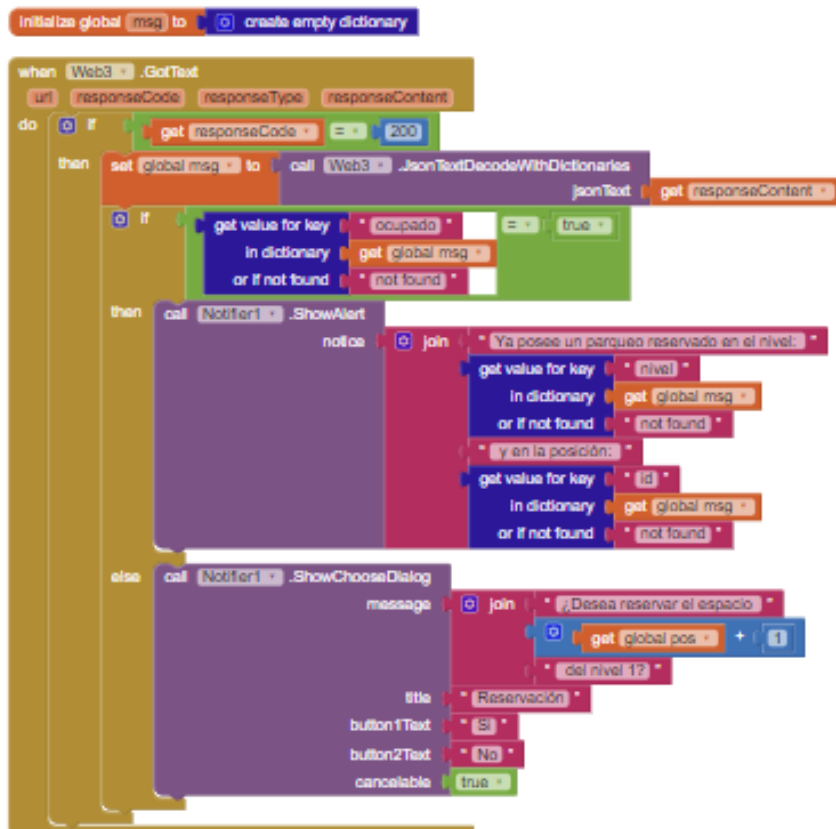 initialize global msg to create empty dictionary
when Web3 .GotText
url responseCode responseType responseContent
do if get responseCode = 200
then set global msg to call Web3 .JsonTextDecodeWithDictionaries
jsonText get responseContent
if get value for key " ocupado " = true
in dictionary get global msg
or if not found " not found "
then call Notifier1 .ShowAlert
notice join " Ya posee un parqueo reservado en el nivel: "
get value for key " nivel "
in dictionary get global msg
or if not found " not found "
" y en la posición: "
get value for key " id "
in dictionary get global msg
or if not found " not found "
else call Notifier1 .ShowChooseDialog
message join " ¿Desea reservar el espacio "
get global pos + 1
" del nivel 1? "
title " Reservación "
button1Text " Si "
button2Text " No "
cancelable true